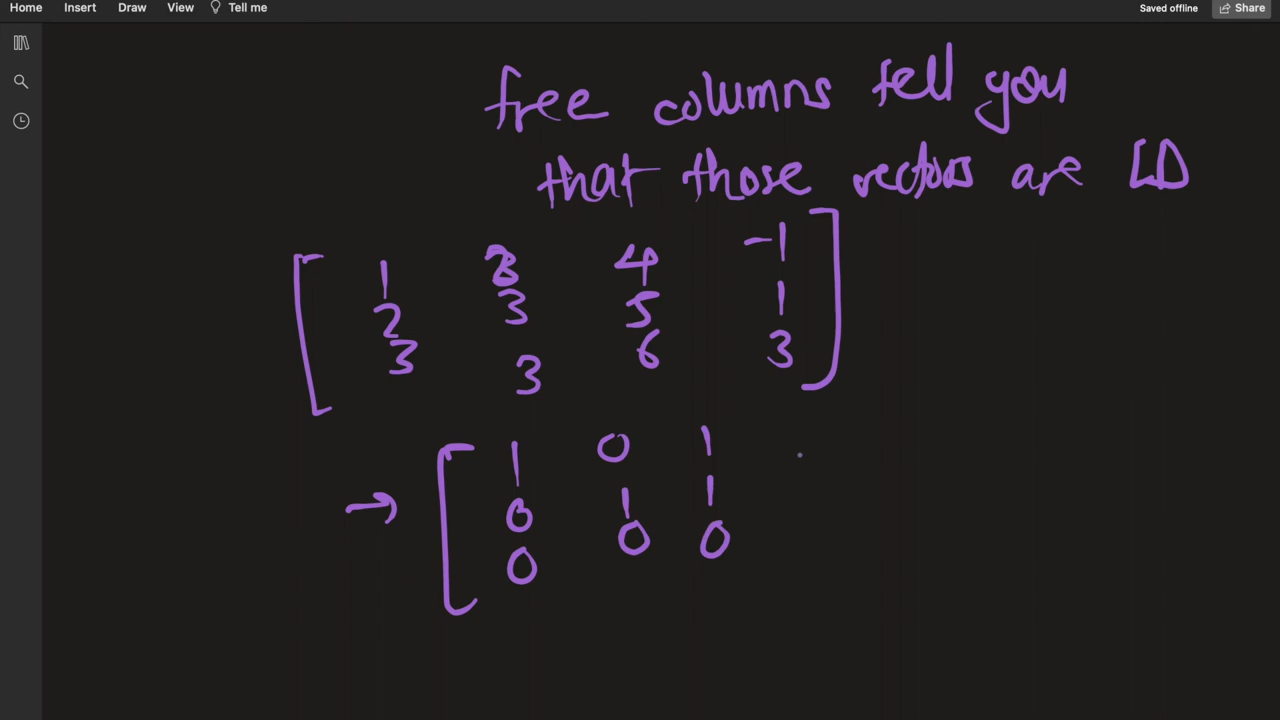 Home Insert Draw View Tell me Saved offline Share
free columns tell you
that those vectors are LD
1 3 4 -1
2 3 5 1
3 3 6 3
→ 1 0 1
0 1 1
0 0 0